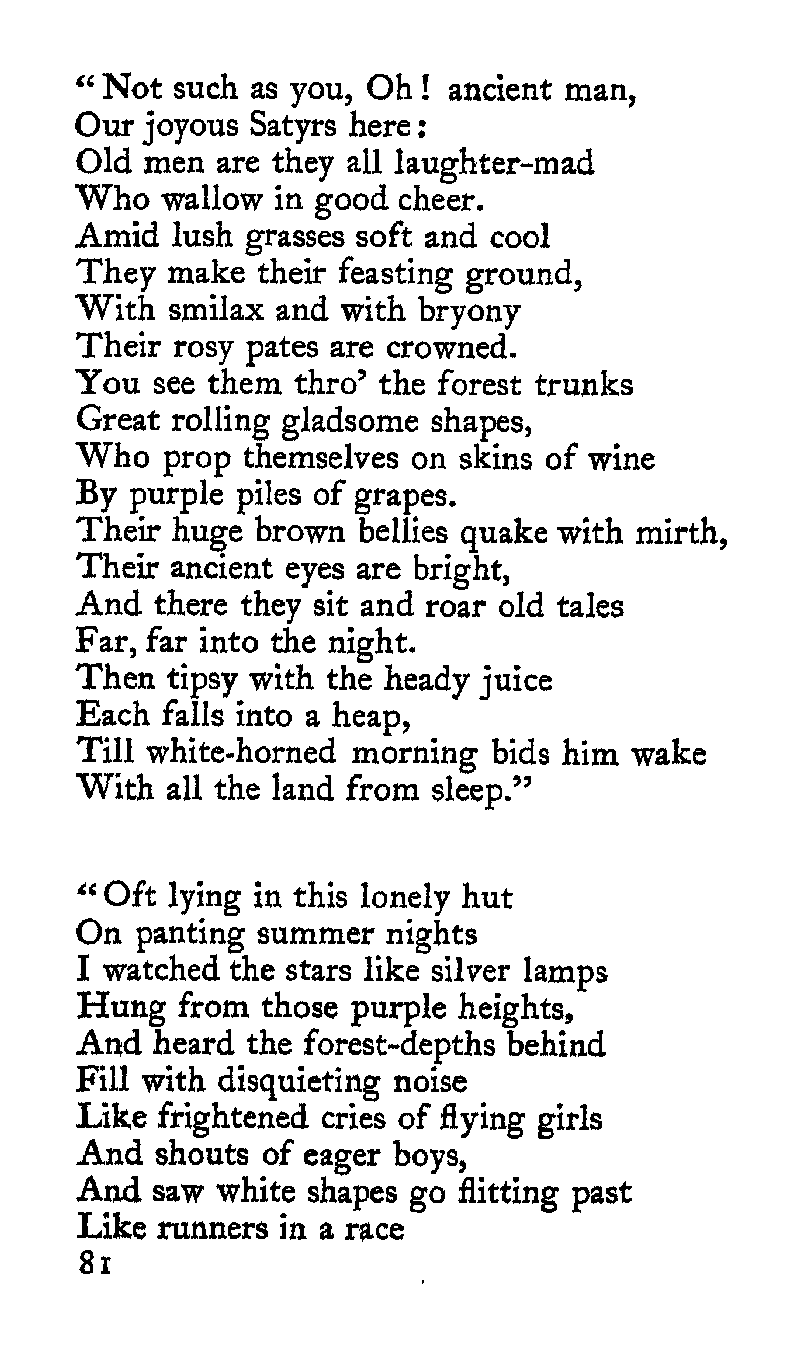 “Not such as you, Oh! ancient man,
Our joyous Satyrs here:
Old men are they all laughter-mad
Who wallow in good cheer.
Amid lush grasses soft and cool
They make their feasting ground,
With smilax and with bryony
Their rosy pates are crowned.
You see them thro’ the forest trunks
Great rolling gladsome shapes,
Who prop themselves on skins of wine
By purple piles of grapes.
Their huge brown bellies quake with mirth,
Their ancient eyes are bright,
And there they sit and roar old tales
Far, far into the night.
Then tipsy with the heady juice
Each falls into a heap,
Till white-horned morning bids him wake
With all the land from sleep.”
“Oft lying in this lonely hut
On panting summer nights
I watched the stars like silver lamps
Hung from those purple heights,
And heard the forest-depths behind
Fill with disquieting noise
Like frightened cries of flying girls
And shouts of eager boys,
And saw white shapes go flitting past
Like runners in a race
81